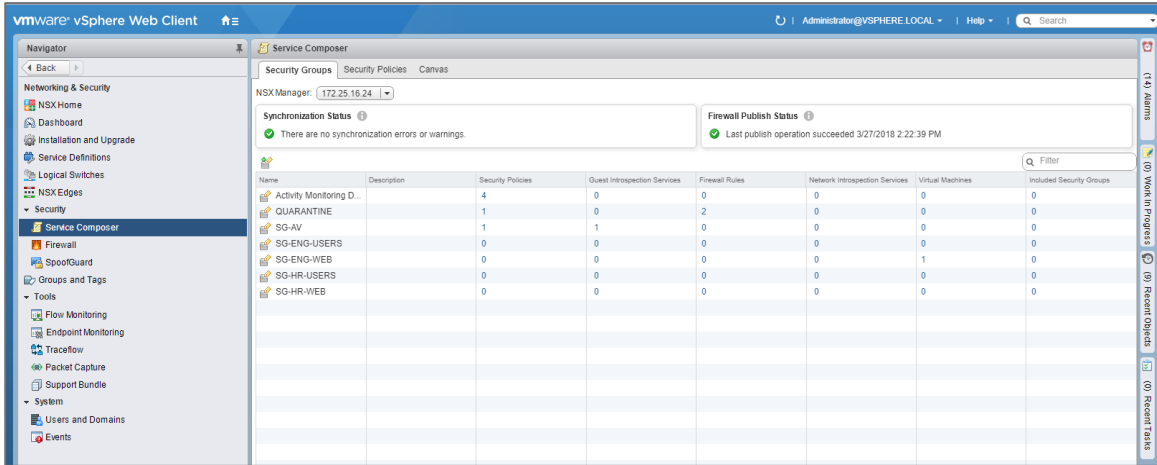 vmware® vSphere Web Client
Administrator@VSPHERE.LOCAL | Help | Search
Navigator
Back
Networking & Security
NSX Home
Dashboard
Installation and Upgrade
Service Definitions
Logical Switches
NSX Edges
Security
Service Composer
Firewall
SpoofGuard
Groups and Tags
Tools
Flow Monitoring
Endpoint Monitoring
Traceflow
Packet Capture
Support Bundle
System
Users and Domains
Events
Service Composer
Security Groups Security Policies Canvas
NSX Manager: 172.25.16.24
Synchronization Status
There are no synchronization errors or warnings.
Firewall Publish Status
Last publish operation succeeded 3/27/2018 2:22:39 PM
Filter
Name Description Security Policies Guest Introspection Services Firewall Rules Network Introspection Services Virtual Machines Included Security Groups
Activity Monitoring D... 4 0 0 0 0 0
QUARANTINE 1 0 2 0 0 0
SG-AV 1 1 0 0 0 0
SG-ENG-USERS 0 0 0 0 0 0
SG-ENG-WEB 0 0 0 0 1 0
SG-HR-USERS 0 0 0 0 0 0
SG-HR-WEB 0 0 0 0 0 0
(14) Alarms
(0) Work In Progress
(9) Recent Objects
(0) Recent Tasks